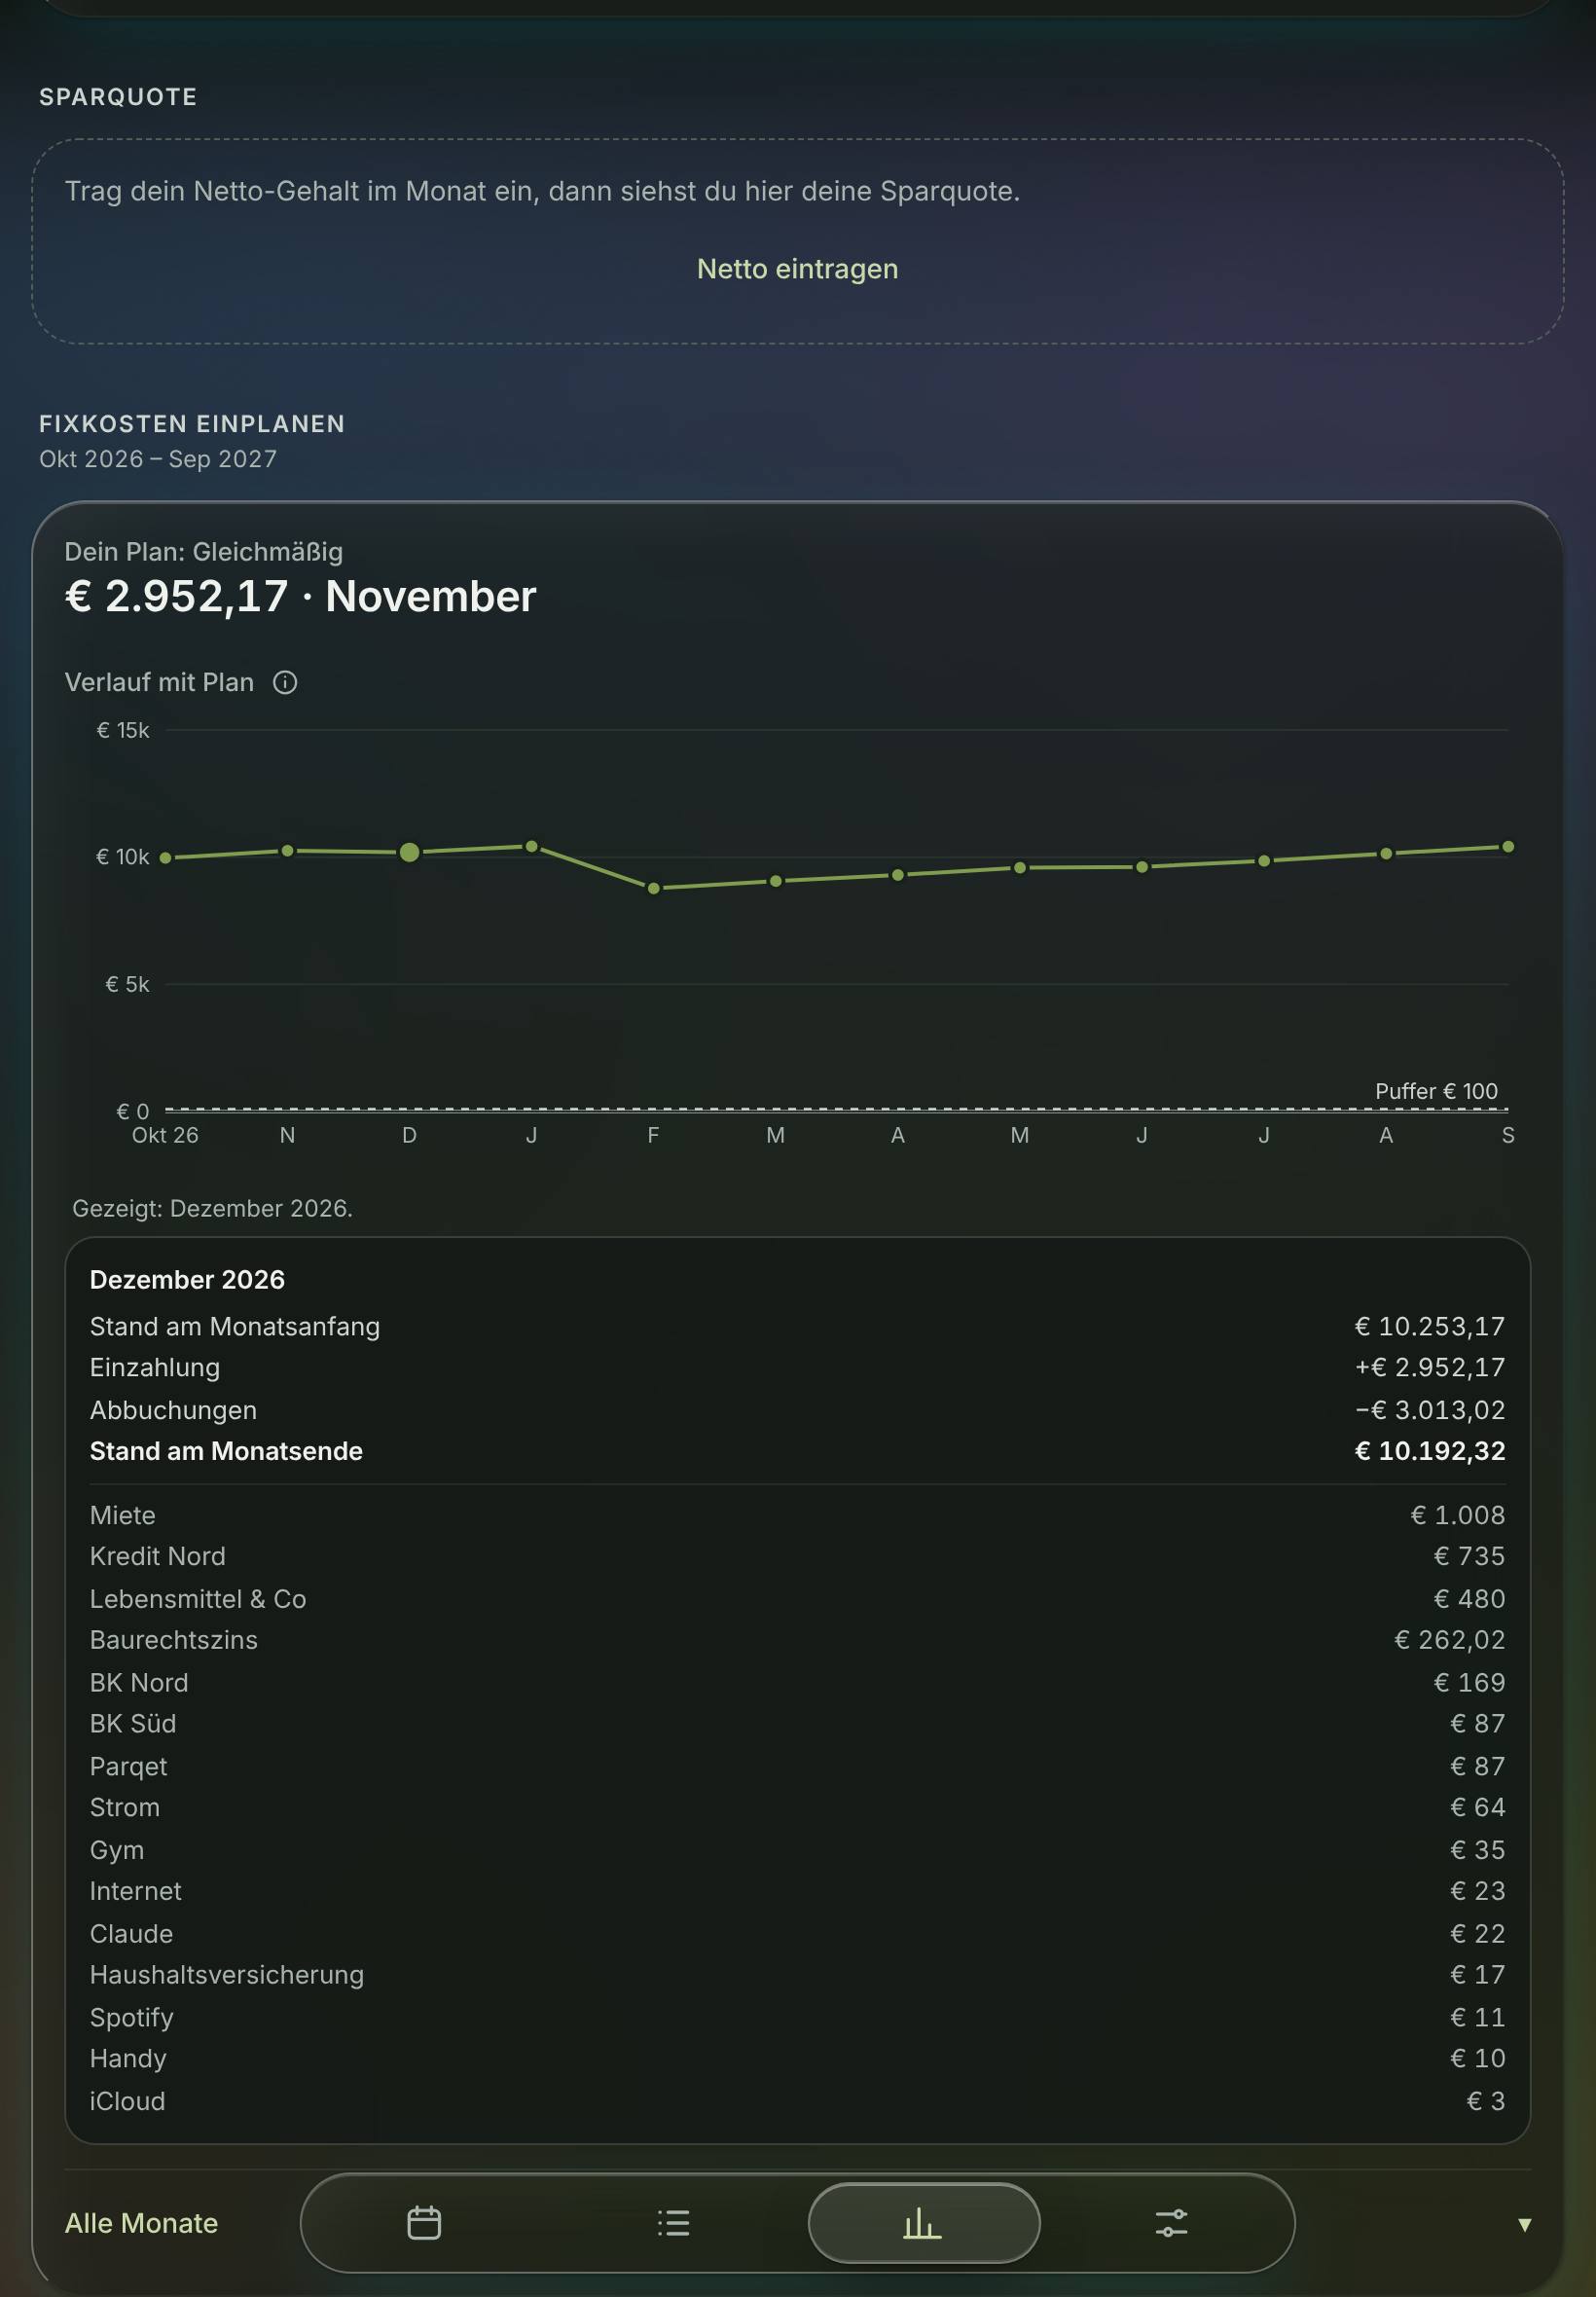 SPARQUOTE
Trag dein Netto-Gehalt im Monat ein, dann siehst du hier deine Sparquote.
Netto eintragen
FIXKOSTEN EINPLANEN
Okt 2026 – Sep 2027
Dein Plan: Gleichmäßig
€ 2.952,17 · November
Verlauf mit Plan
€ 15k
€ 10k
€ 5k
Puffer € 100
€ 0
Okt 26 N D J F M A M J J A S
Gezeigt: Dezember 2026.
Dezember 2026
Stand am Monatsanfang € 10.253,17
Einzahlung +€ 2.952,17
Abbuchungen −€ 3.013,02
Stand am Monatsende € 10.192,32
Miete € 1.008
Kredit Nord € 735
Lebensmittel & Co € 480
Baurechtszins € 262,02
BK Nord € 169
BK Süd € 87
Parqet € 87
Strom € 64
Gym € 35
Internet € 23
Claude € 22
Haushaltsversicherung € 17
Spotify € 11
Handy € 10
iCloud € 3
Alle Monate